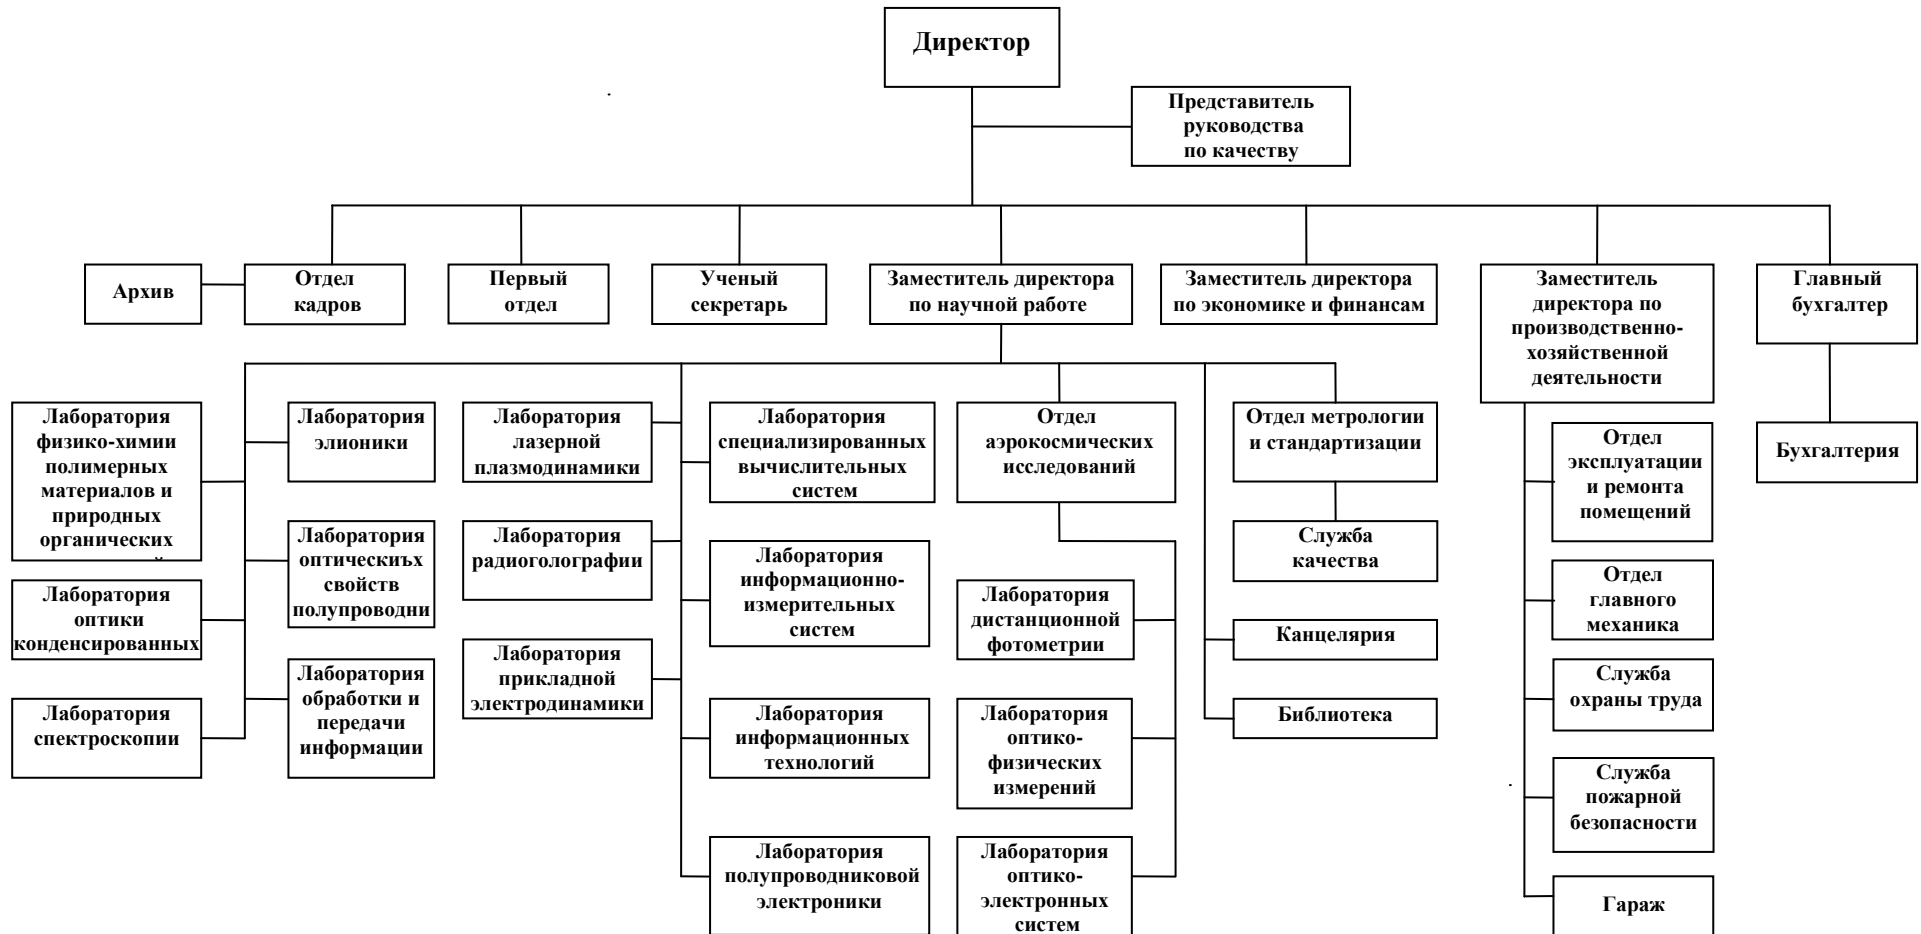 Директор
Представитель
руководства
по качеству
Архив
Отдел
кадров
Первый
отдел
Ученый
секретарь
Заместитель директора
по научной работе
Заместитель директора
по экономике и финансам
Заместитель
директора по
производственно-
хозяйственной
деятельности
Главный
бухгалтер
Лаборатория
физико-химии
полимерных
материалов и
природных
органических
Лаборатория
оптики
конденсированных
Лаборатория
спектроскопии
Лаборатория
элионики
Лаборатория
оптическиъх
свойств
полупроводни
Лаборатория
обработки и
передачи
информации
Лаборатория
лазерной
плазмодинамики
Лаборатория
радиоголографии
Лаборатория
прикладной
электродинамики
Лаборатория
специализированных
вычислительных
систем
Лаборатория
информационно-
измерительных
систем
Лаборатория
информационных
технологий
Лаборатория
полупроводниковой
электроники
Отдел
аэрокосмических
исследований
Лаборатория
дистанционной
фотометрии
Лаборатория
оптико-
физических
измерений
Лаборатория
оптико-
электронных
систем
Отдел метрологии
и стандартизации
Служба
качества
Канцелярия
Библиотека
Отдел
эксплуатации
и ремонта
помещений
Отдел
главного
механика
Служба
охраны труда
Служба
пожарной
безопасности
Гараж
Бухгалтерия